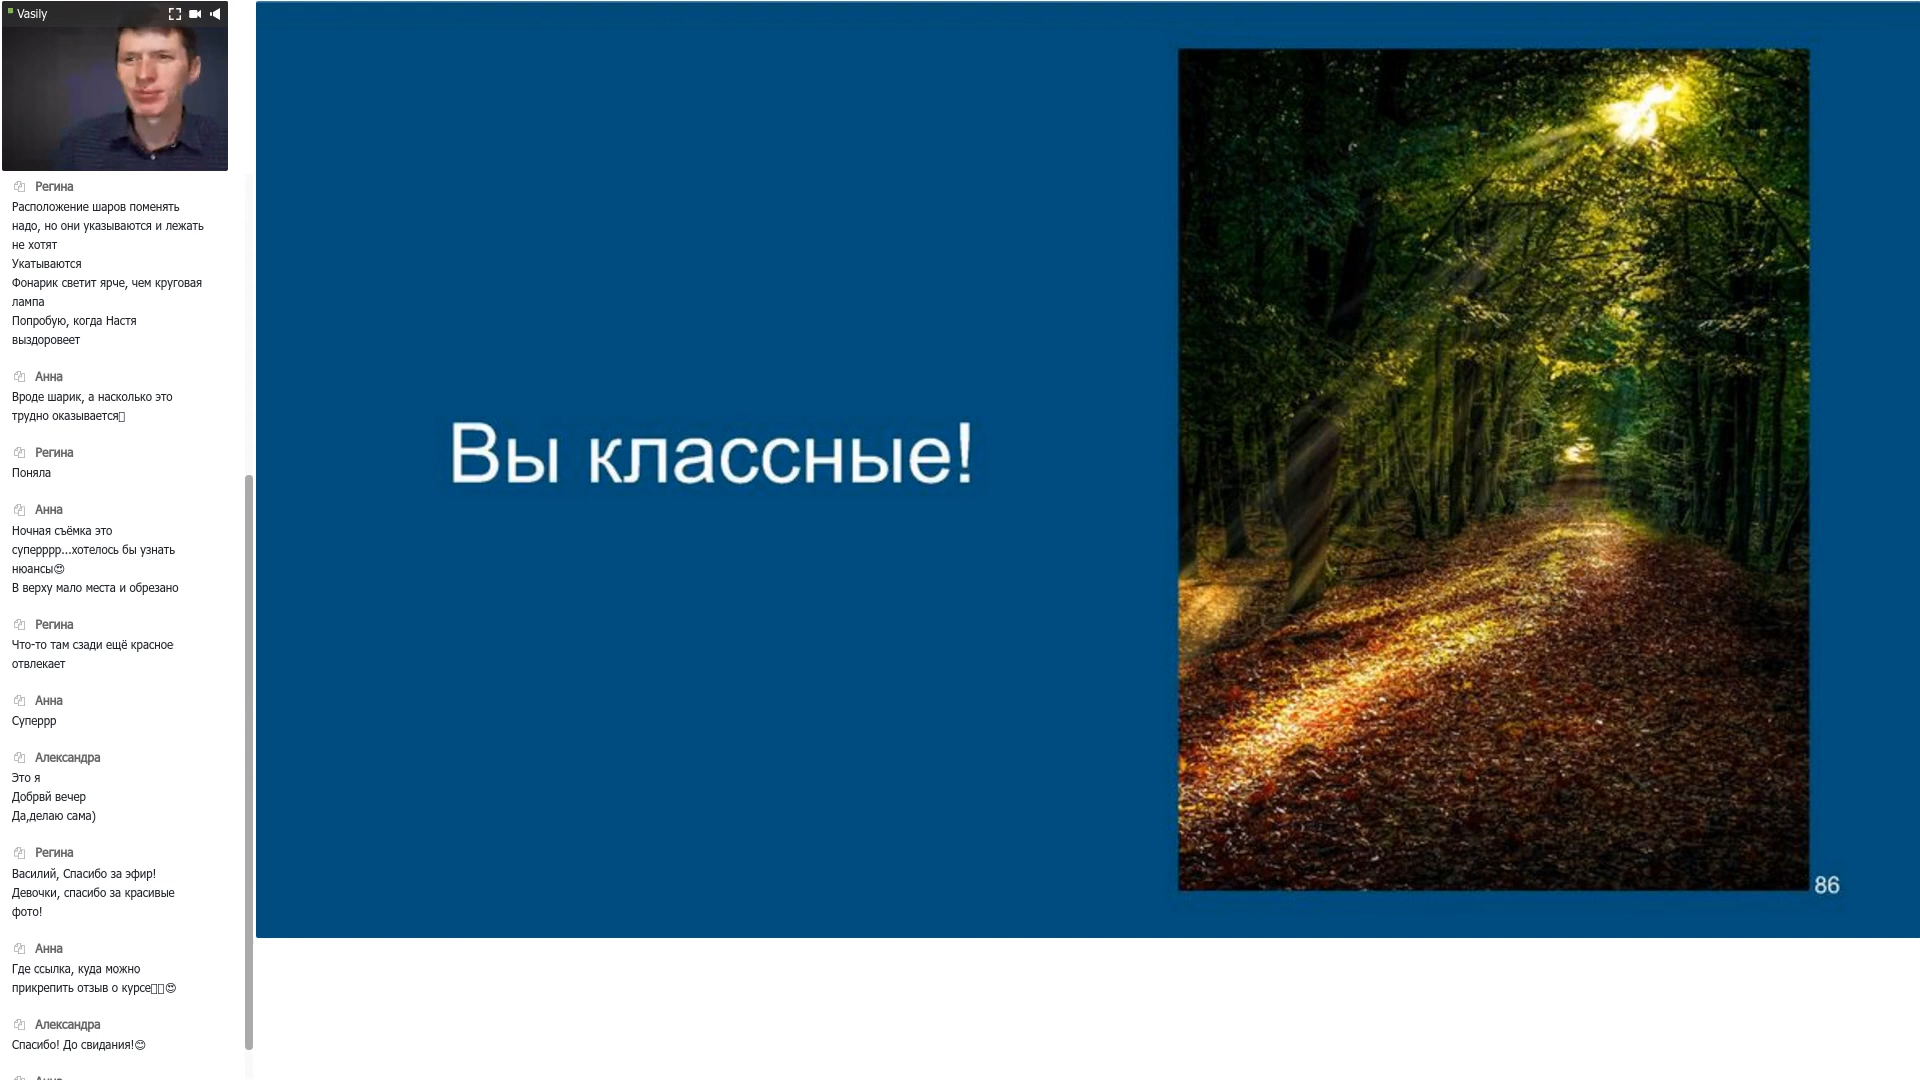 Vasily
Регина
Расположение шаров поменять
надо, но они указываются и лежать
не хотят
Укатываются
Фонарик светит ярче, чем круговая
лампа
Попробую, когда Настя
выздоровеет
Анна
Вроде шарик, а насколько это
трудно оказывается
Регина
Поняла
Анна
Ночная съёмка это
суперррр...хотелось бы узнать
нюансы😍
В верху мало места и обрезано
Регина
Что-то там сзади ещё красное
отвлекает
Анна
Суперрр
Александра
Это я
Добрвй вечер
Да,делаю сама)
Регина
Василий, Спасибо за эфир!
Девочки, спасибо за красивые
фото!
Анна
Где ссылка, куда можно
прикрепить отзыв о курсе😍
Александра
Спасибо! До свидания!😊
Вы классные!
86